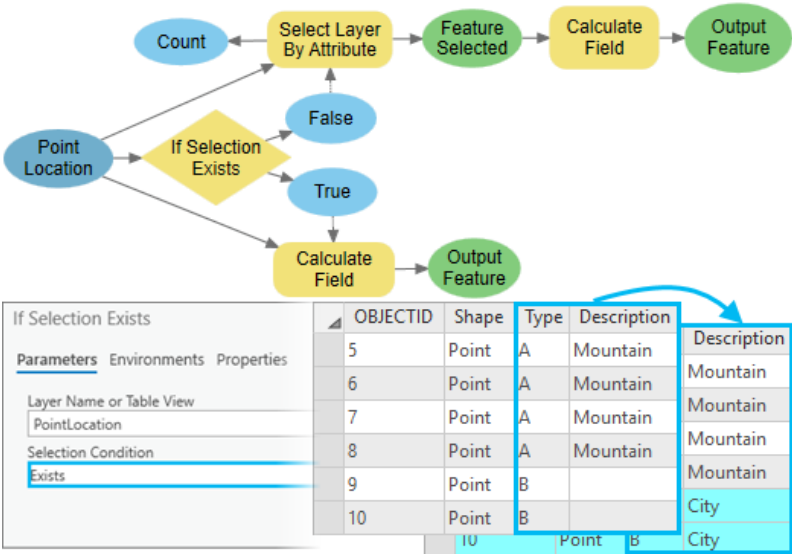 Count
Select Layer
By Attribute
Feature
Selected
Calculate
Field
Output
Feature
False
Point
Location
If Selection
Exists
True
Calculate
Field
Output
Feature
If Selection Exists
Parameters Environments Properties
Layer Name or Table View
PointLocation
Selection Condition
Exists
OBJECTID Shape Type Description
5 Point A Mountain
6 Point A Mountain
7 Point A Mountain
8 Point A Mountain
9 Point B
10 Point B
Description
Mountain
Mountain
Mountain
Mountain
City
10 Point B City